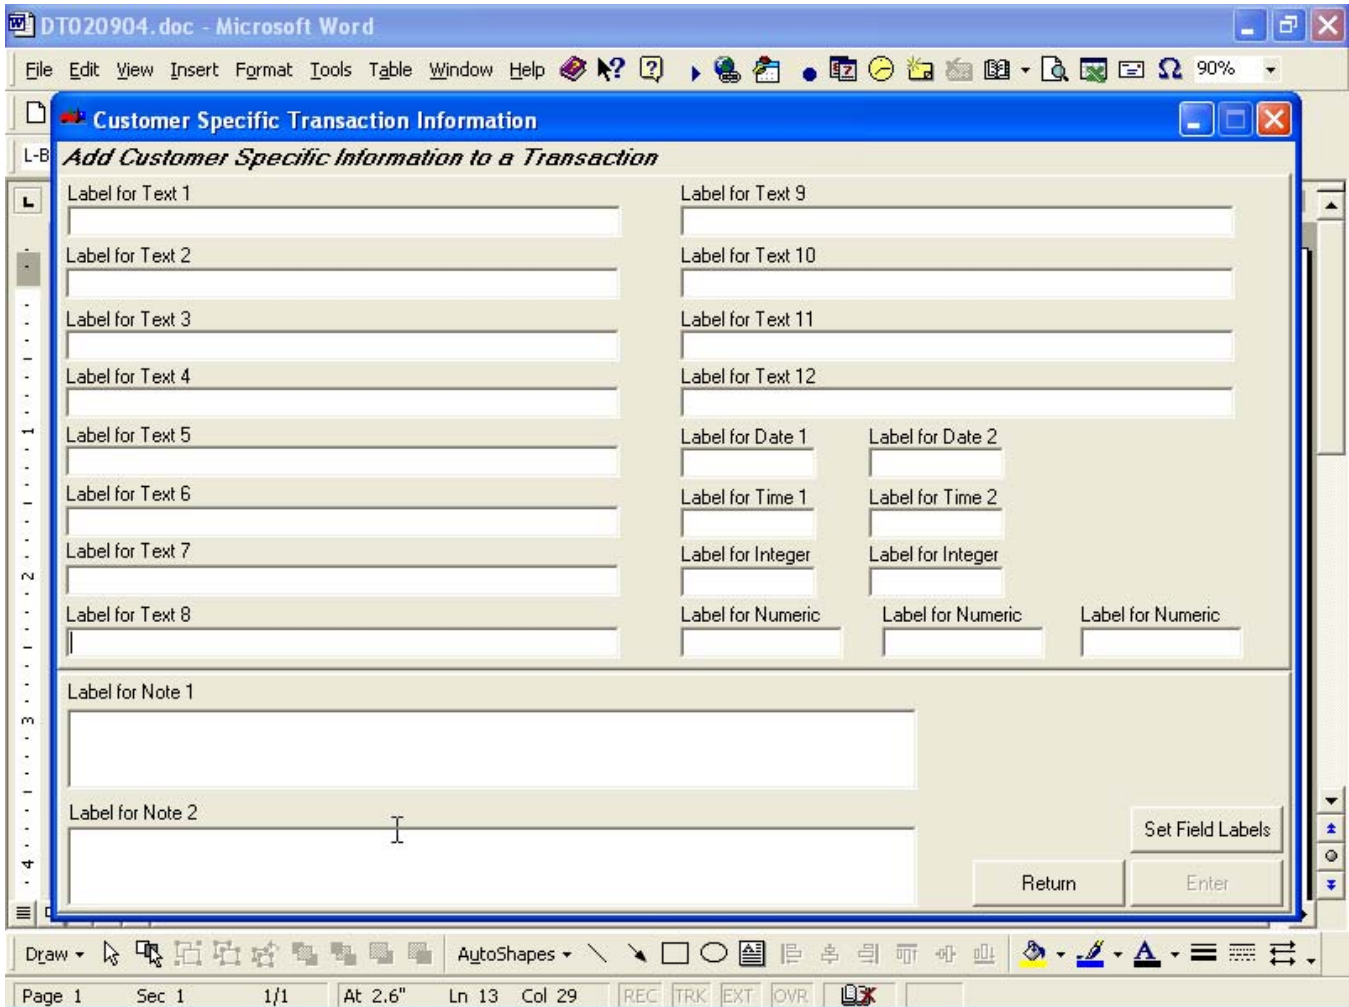 DT020904.doc - Microsoft Word
File Edit View Insert Format Tools Table Window Help 90%
Customer Specific Transaction Information
L-B
Add Customer Specific Information to a Transaction
Label for Text 1
Label for Text 2
Label for Text 3
Label for Text 4
Label for Text 5
Label for Text 6
Label for Text 7
Label for Text 8
Label for Text 9
Label for Text 10
Label for Text 11
Label for Text 12
Label for Date 1 Label for Date 2
Label for Time 1 Label for Time 2
Label for Integer Label for Integer
Label for Numeric Label for Numeric Label for Numeric
Label for Note 1
Label for Note 2
Set Field Labels
Return Enter
1
2
3
4
Draw AutoShapes
Page 1 Sec 1 1/1 At 2.6" Ln 13 Col 29 REC TRK EXT OVR